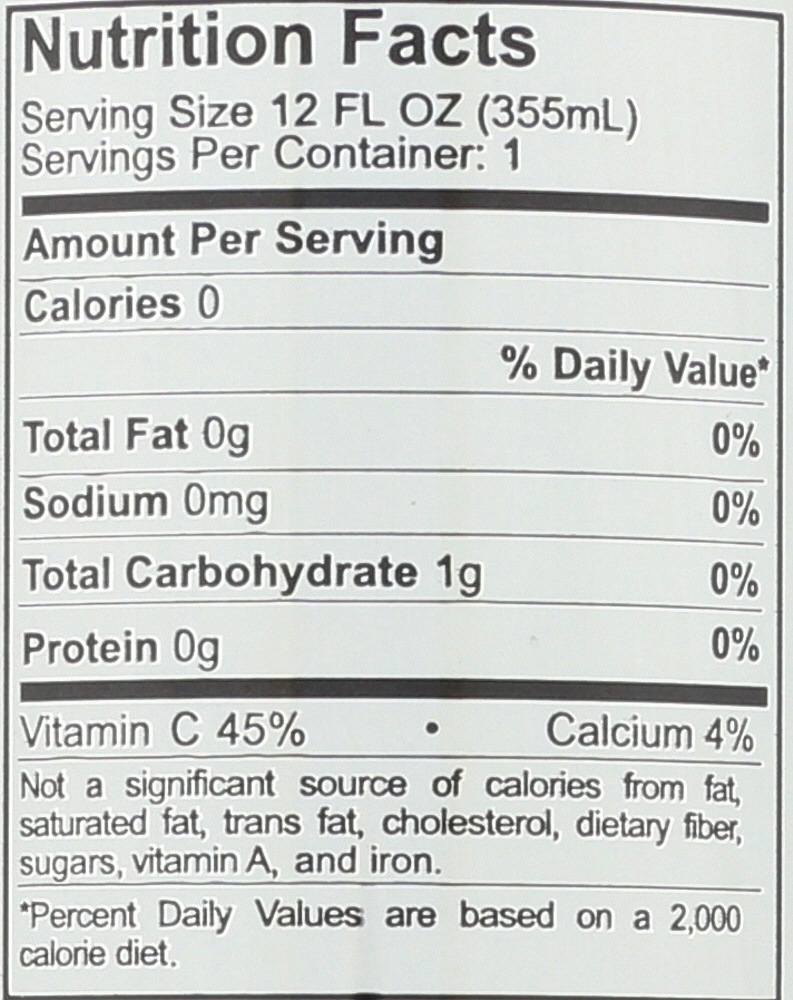 Nutrition Facts
Serving Size 12 FL OZ (355mL)
Servings Per Container: 1
Amount Per Serving
Calories 0
% Daily Value*
Total Fat 0g 0%
Sodium 0mg 0%
Total Carbohydrate 1g 0%
Protein 0g 0%
Vitamin C 45% • Calcium 4%
Not a significant source of calories from fat,
saturated fat, trans fat, cholesterol, dietary fiber,
sugars, vitamin A, and iron.
*Percent Daily Values are based on a 2,000
calorie diet.